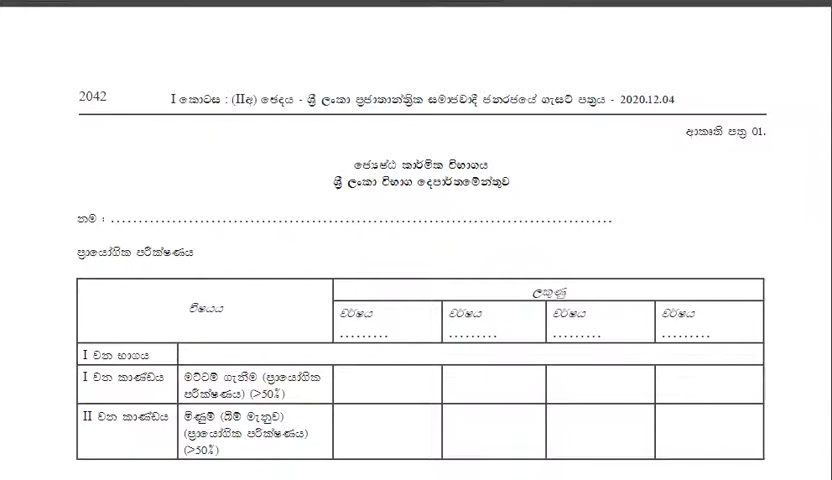 2042
I කොටස : (IIඅ) ඡෙදය - ශ්‍රී ලංකා ප්‍රජාතාන්ත්‍රික සමාජවාදී ජනරජයේ ගැසට් පත්‍රය - 2020.12.04
ආකෘති පත්‍ර 01.
ජ්‍යෙෂ්ඨ කාර්මික විභාගය
ශ්‍රී ලංකා විභාග දෙපාර්තමේන්තුව
නම : ..........................................................................................
ප්‍රායෝගික පරීක්ෂණය
විෂයය
ලකුණු
වර්ෂය
.........
වර්ෂය
.........
වර්ෂය
.........
වර්ෂය
.........
I වන භාගය
I වන කාණ්ඩය
මට්ටම් ගැනීම (ප්‍රායෝගික
පරීක්ෂණය) (>50%)
II වන කාණ්ඩය
මිණුම් (බිම් මැනුව)
(ප්‍රායෝගික පරීක්ෂණය)
(>50%)